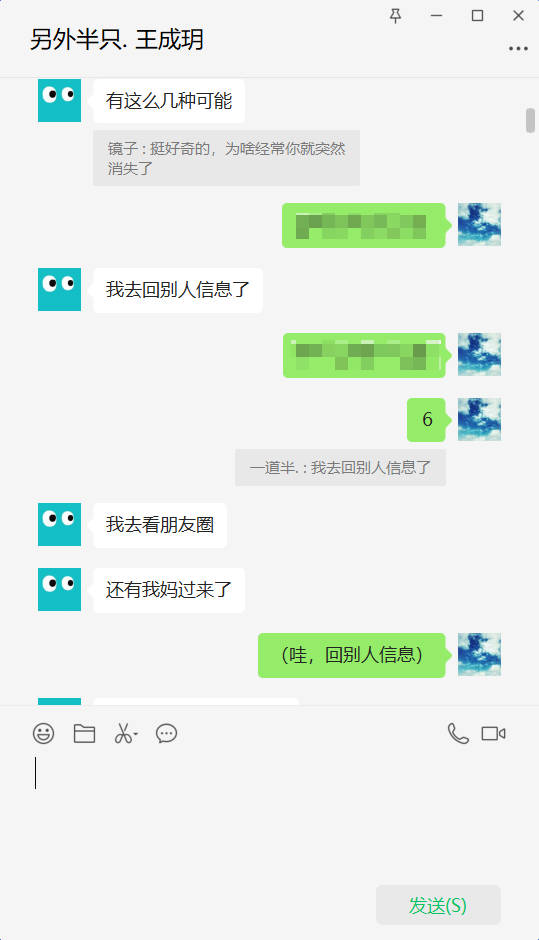 另外半只. 王成玥
有这么几种可能
镜子 : 挺好奇的，为啥经常你就突然
消失了
我去回别人信息了
6
一道半. : 我去回别人信息了
我去看朋友圈
还有我妈过来了
（哇，回别人信息）
发送(S)